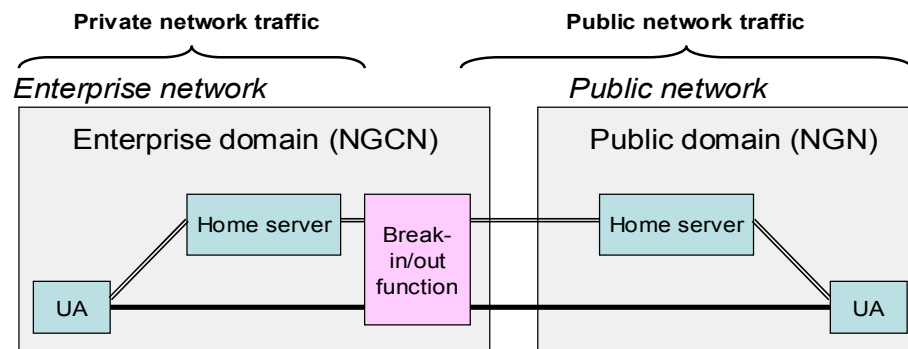 Private network traffic
Public network traffic
Enterprise network
Public network
Enterprise domain (NGCN)
Public domain (NGN)
Home server
Break-
in/out
function
Home server
UA
UA